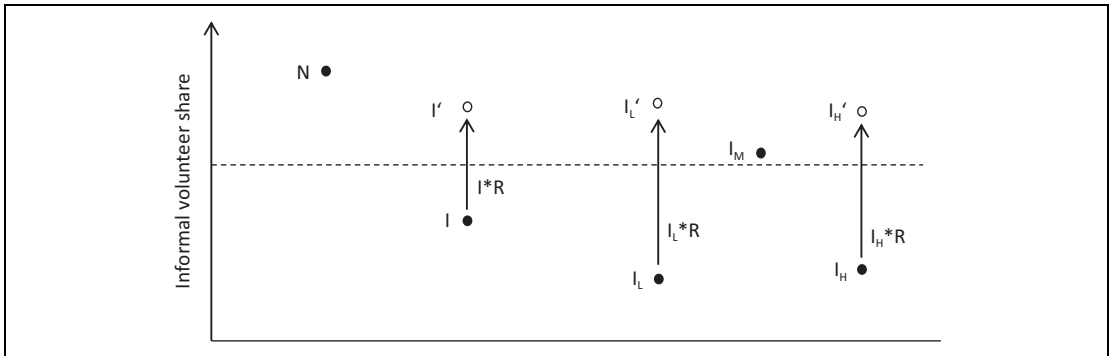 Informal volunteer share
N
I‘
I*R
I
I_L‘
I_L*R
I_L
I_M
I_H‘
I_H*R
I_H